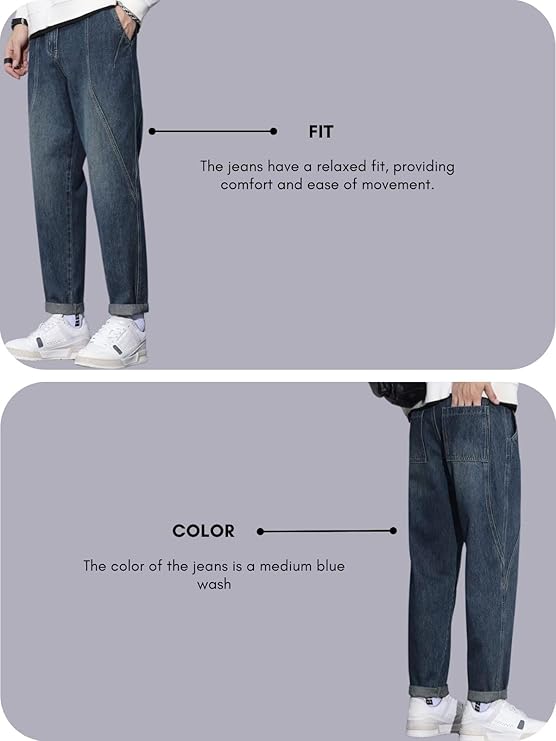 FIT
The jeans have a relaxed fit, providing
comfort and ease of movement.
COLOR
The color of the jeans is a medium blue
wash